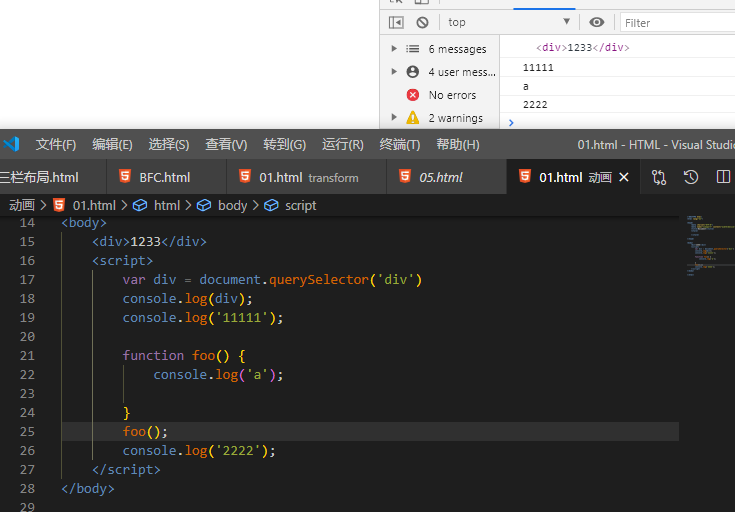 top
Filter
6 messages
<div>1233</div>
4 user mess...
11111
No errors
a
2 warnings
2222
文件(F) 编辑(E) 选择(S) 查看(V) 转到(G) 运行(R) 终端(T) 帮助(H) 01.html - HTML - Visual Studio
三栏布局.html BFC.html 01.html transform 05.html 01.html 动画
动画 > 01.html > html > body > script
14 <body>
15 <div>1233</div>
16 <script>
17 var div = document.querySelector('div')
18 console.log(div);
19 console.log('11111');
20
21 function foo() {
22 console.log('a');
23
24 }
25 foo();
26 console.log('2222');
27 </script>
28 </body>
29